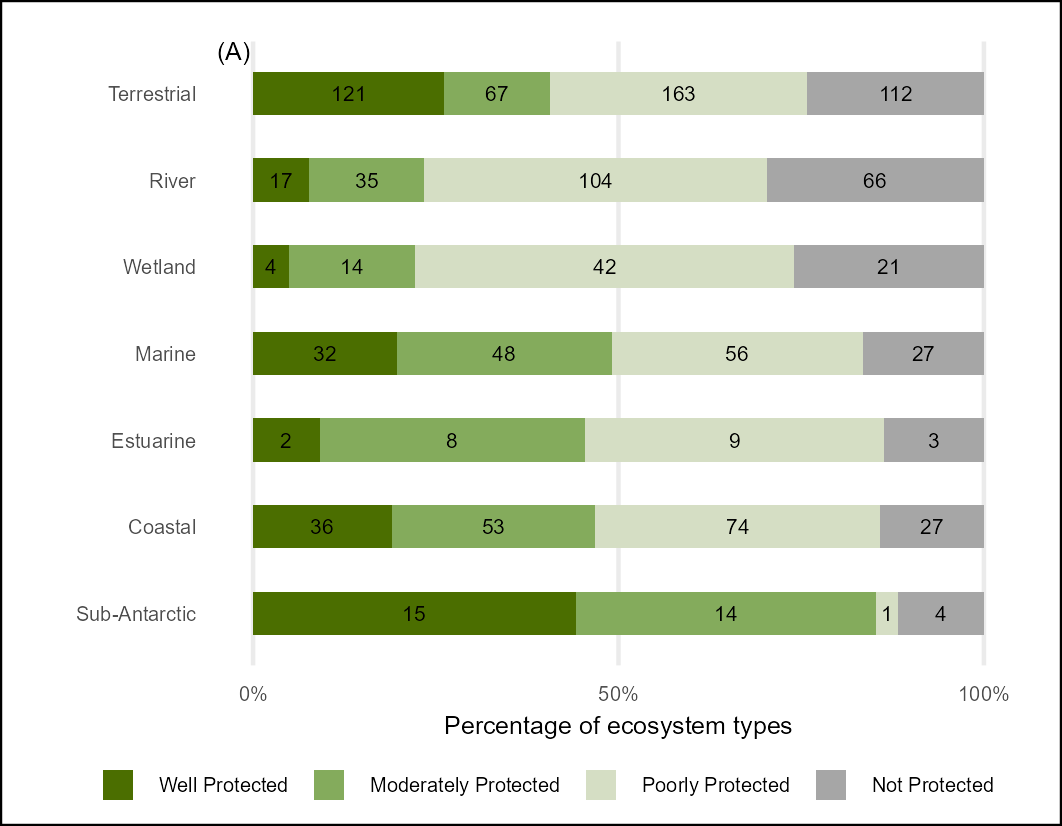 (A)
Terrestrial 121 67 163 112
River 17 35 104 66
Wetland 4 14 42 21
Marine 32 48 56 27
Estuarine 2 8 9 3
Coastal 36 53 74 27
Sub-Antarctic 15 14 1 4
0% 50% 100%
Percentage of ecosystem types
Well Protected Moderately Protected Poorly Protected Not Protected